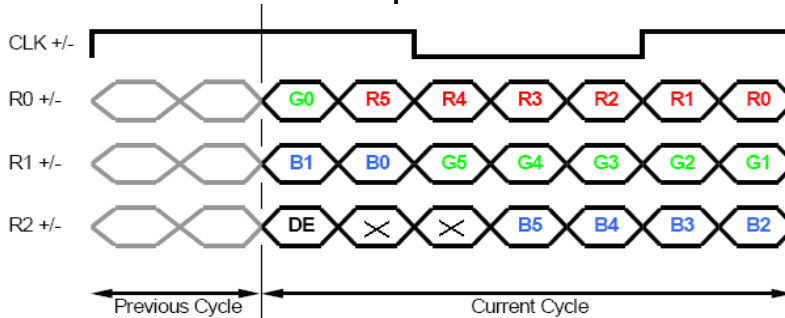 CLK +/-
R0 +/- G0 R5 R4 R3 R2 R1 R0
R1 +/- B1 B0 G5 G4 G3 G2 G1
R2 +/- DE B5 B4 B3 B2
Previous Cycle Current Cycle